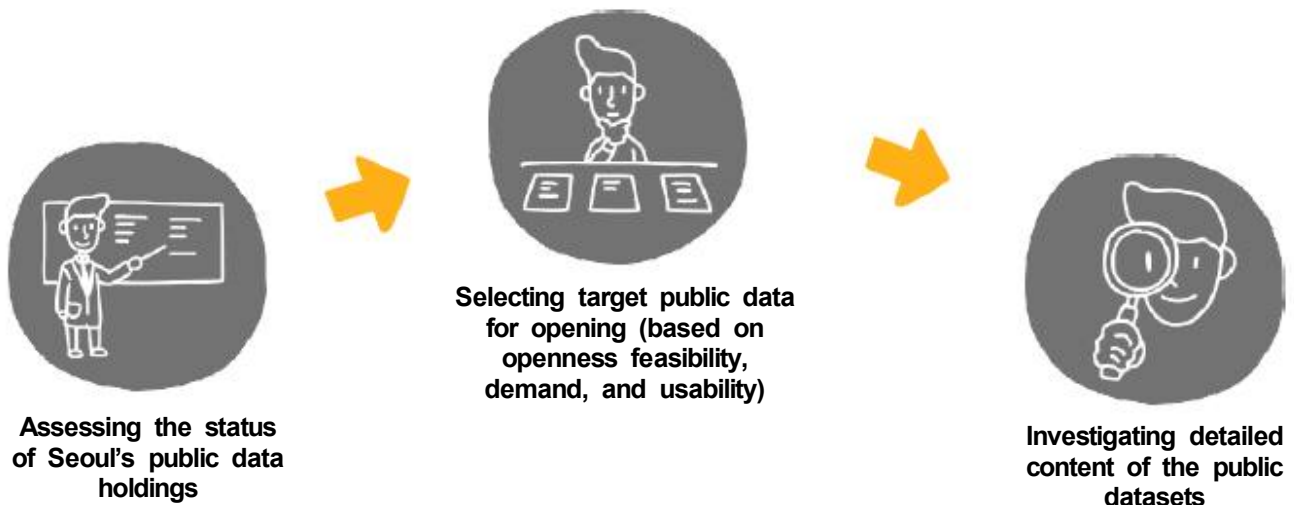 Assessing the status
of Seoul's public data
holdings
Selecting target public data
for opening (based on
openness feasibility,
demand, and usability)
Investigating detailed
content of the public
datasets